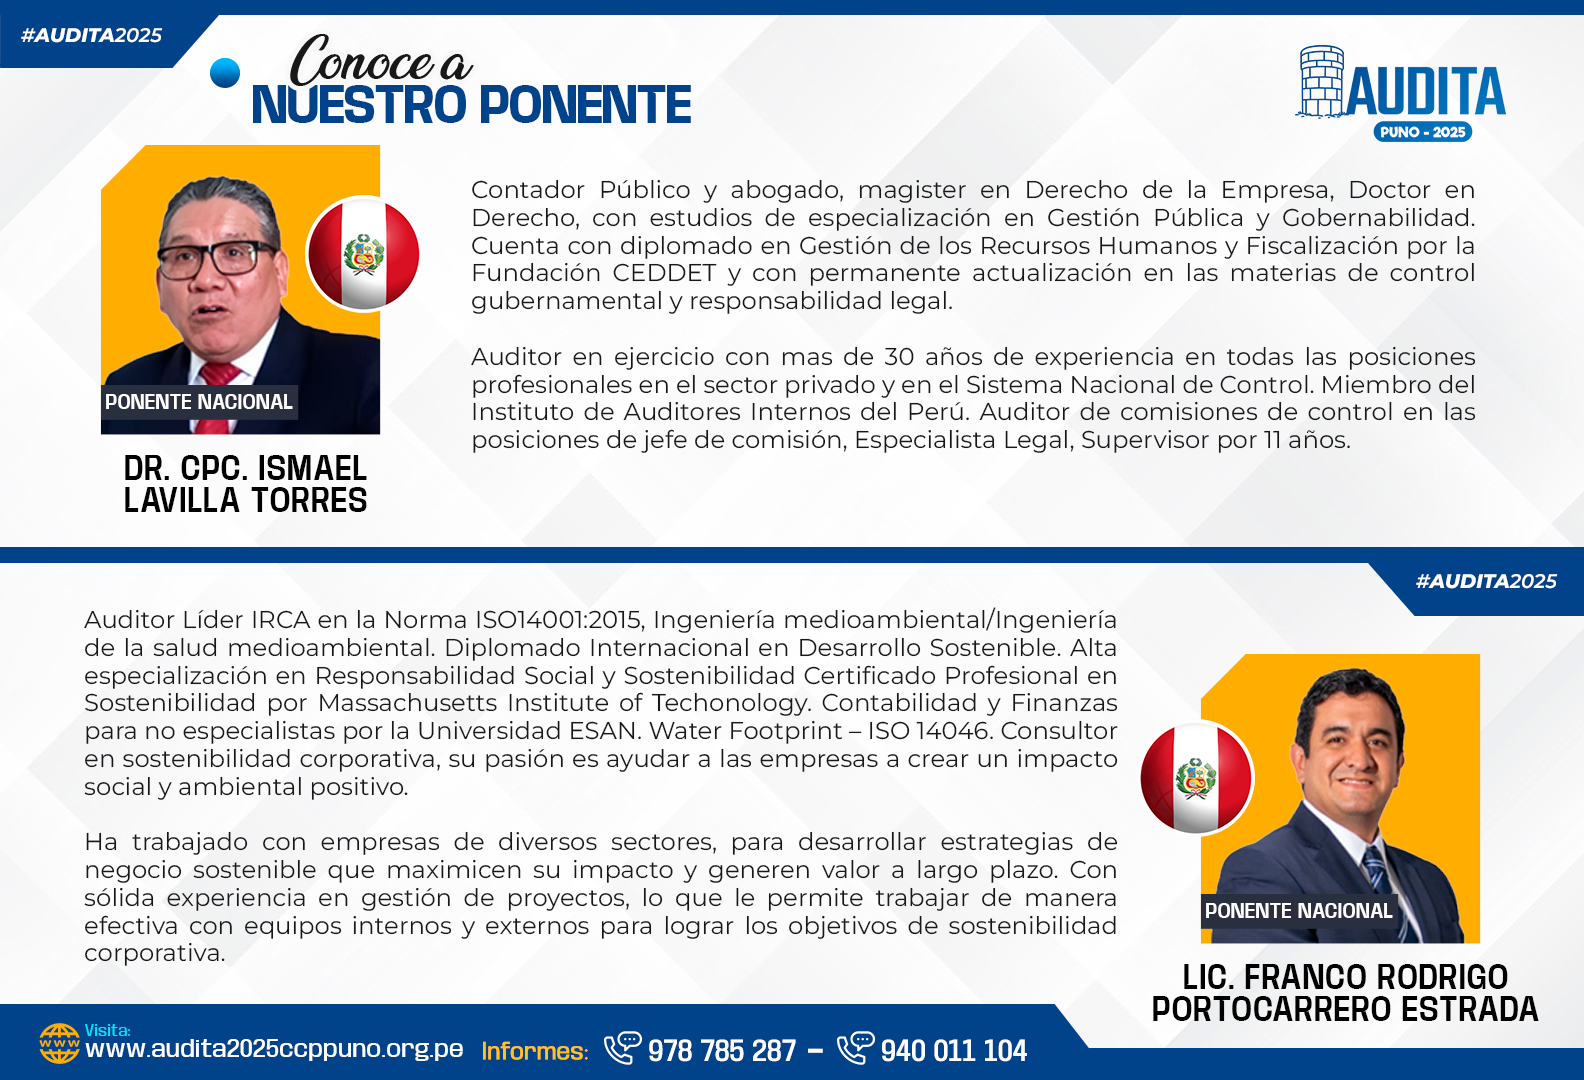 #AUDITA2025
Conoce a
NUESTRO PONENTE
AUDITA
PUNO - 2025
Contador Público y abogado, magister en Derecho de la Empresa, Doctor en
Derecho, con estudios de especialización en Gestión Pública y Gobernabilidad.
Cuenta con diplomado en Gestión de los Recursos Humanos y Fiscalización por la
Fundación CEDDET y con permanente actualización en las materias de control
gubernamental y responsabilidad legal.
Auditor en ejercicio con mas de 30 años de experiencia en todas las posiciones
profesionales en el sector privado y en el Sistema Nacional de Control. Miembro del
Instituto de Auditores Internos del Perú. Auditor de comisiones de control en las
posiciones de jefe de comisión, Especialista Legal, Supervisor por 11 años.
PONENTE NACIONAL
DR. CPC. ISMAEL
LAVILLA TORRES
#AUDITA2025
Auditor Líder IRCA en la Norma ISO14001:2015, Ingeniería medioambiental/Ingeniería
de la salud medioambiental. Diplomado Internacional en Desarrollo Sostenible. Alta
especialización en Responsabilidad Social y Sostenibilidad Certificado Profesional en
Sostenibilidad por Massachusetts Institute of Techonology. Contabilidad y Finanzas
para no especialistas por la Universidad ESAN. Water Footprint – ISO 14046. Consultor
en sostenibilidad corporativa, su pasión es ayudar a las empresas a crear un impacto
social y ambiental positivo.
Ha trabajado con empresas de diversos sectores, para desarrollar estrategias de
negocio sostenible que maximicen su impacto y generen valor a largo plazo. Con
sólida experiencia en gestión de proyectos, lo que le permite trabajar de manera
efectiva con equipos internos y externos para lograr los objetivos de sostenibilidad
corporativa.
PONENTE NACIONAL
LIC. FRANCO RODRIGO
PORTOCARRERO ESTRADA
Visita:
www.audita2025ccppuno.org.pe Informes: 978 785 287 – 940 011 104